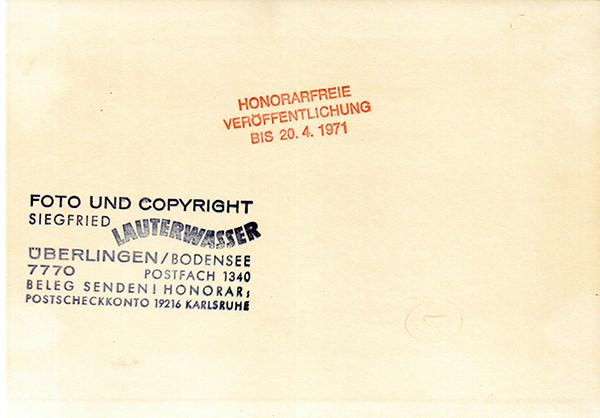 HONORARFREIE
VERÖFFENTLICHUNG
BIS 20. 4. 1971
FOTO UND COPYRIGHT
SIEGFRIED LAUTERWASSER
ÜBERLINGEN/BODENSEE
7770 POSTFACH 1340
BELEG SENDEN! HONORAR;
POSTSCHECKKONTO 19216 KARLSRUHE